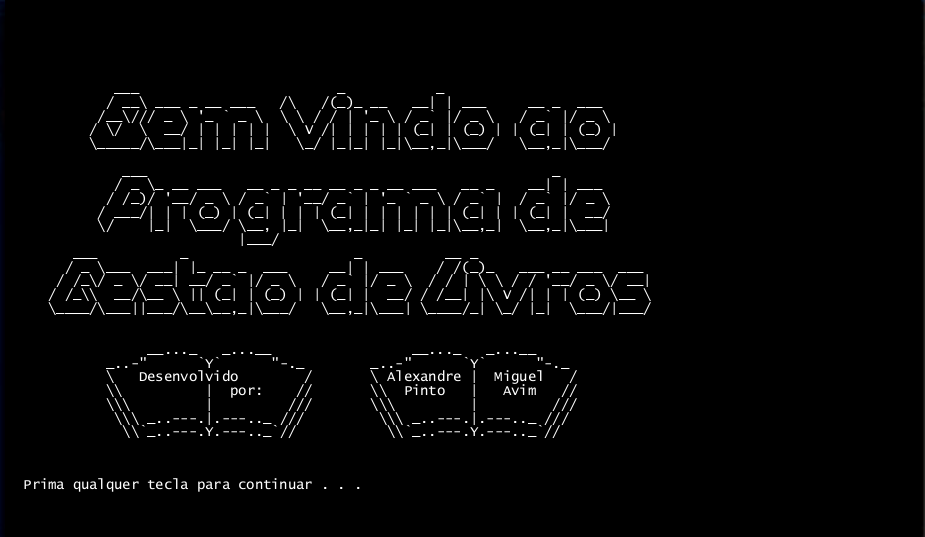 Bem Vindo ao
Programa de
Gestao de Livros
Desenvolvido
por:
Alexandre Miguel
Pinto Avim
Prima qualquer tecla para continuar . . .